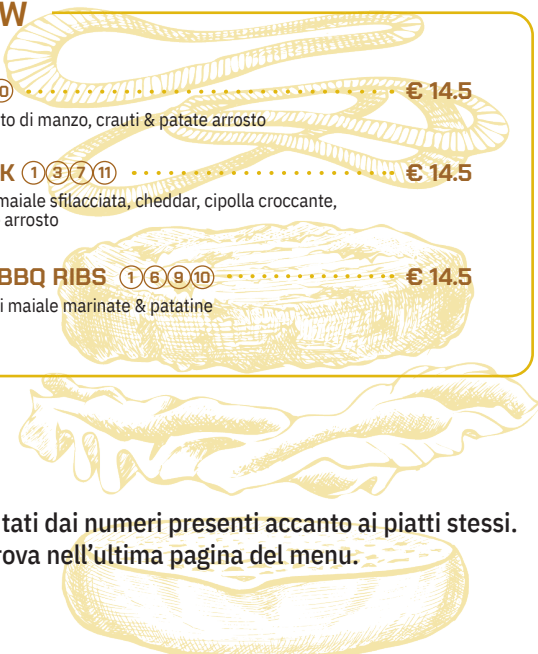 W
€ 14.5
to di manzo, crauti & patate arrosto
K 1 3 7 11 € 14.5
maiale sfilacciata, cheddar, cipolla croccante,
arrosto
BBQ RIBS 1 6 9 10 € 14.5
i maiale marinate & patatine
tati dai numeri presenti accanto ai piatti stessi.
rova nell'ultima pagina del menu.